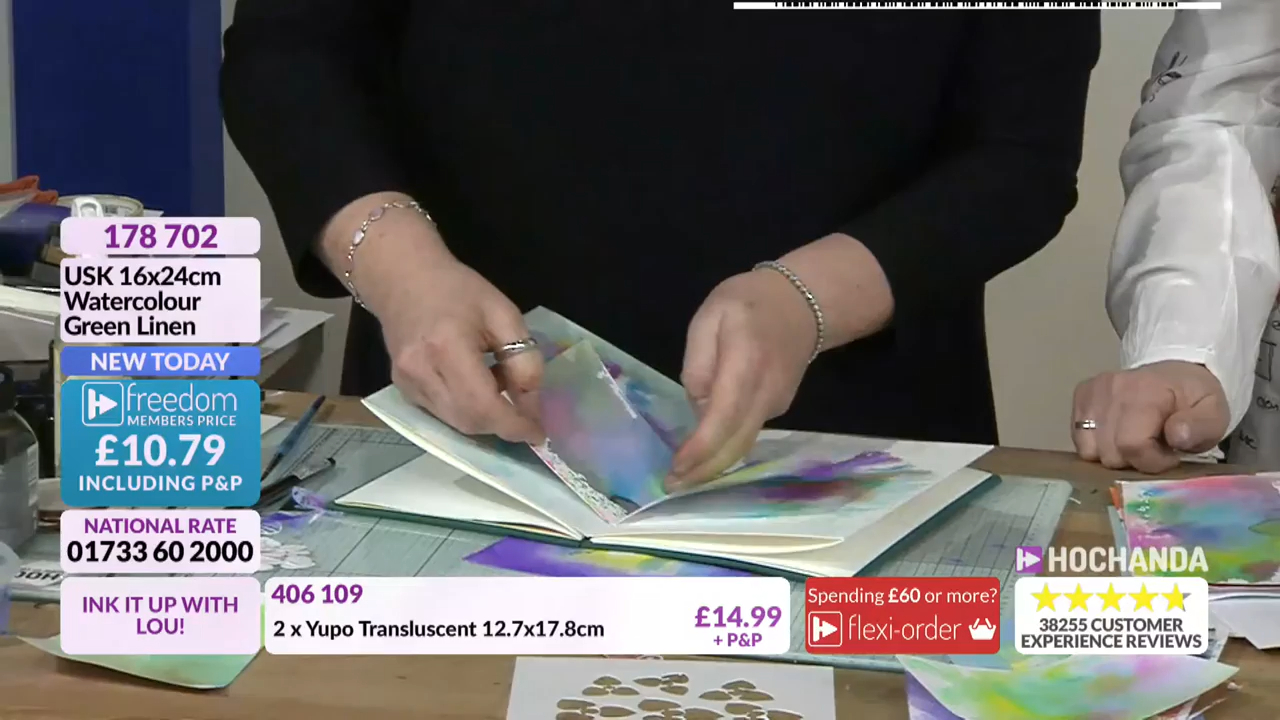 178 702
USK 16x24cm
Watercolour
Green Linen
NEW TODAY
freedom
MEMBERS PRICE
£10.79
INCLUDING P&P
NATIONAL RATE
01733 60 2000
INK IT UP WITH
LOU!
406 109
2 x Yupo Transluscent 12.7x17.8cm
£14.99
+ P&P
Spending £60 or more?
flexi-order
HOCHANDA
38255 CUSTOMER
EXPERIENCE REVIEWS